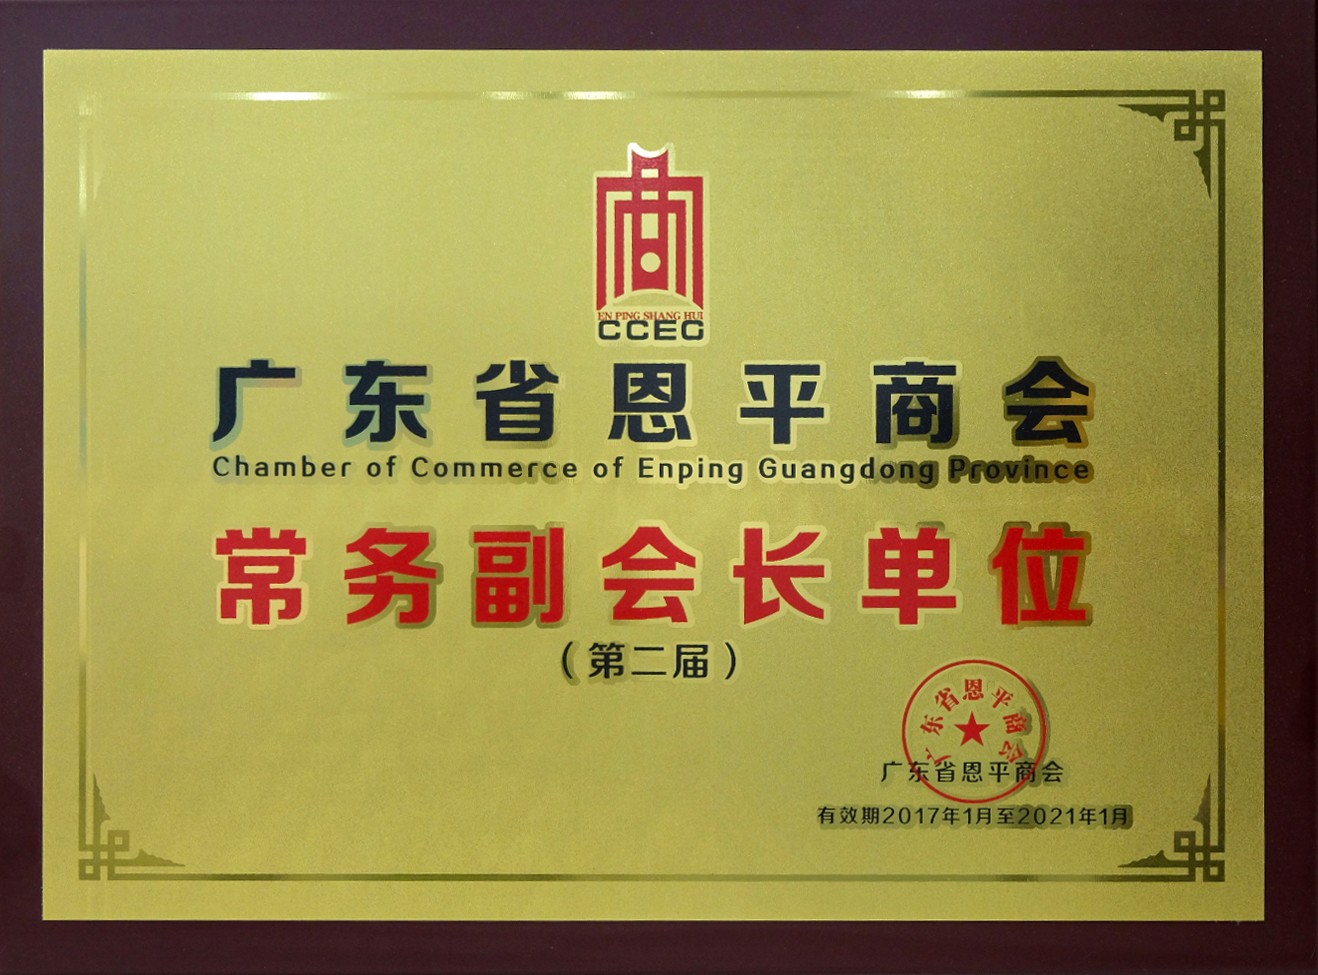 EN PING SHANG HUI
CCEG
广东省恩平商会
Chamber of Commerce of Enping Guangdong Province
常务副会长单位
（第二届）
广东省恩平商会
广东省恩平商会
有效期2017年1月至2021年1月